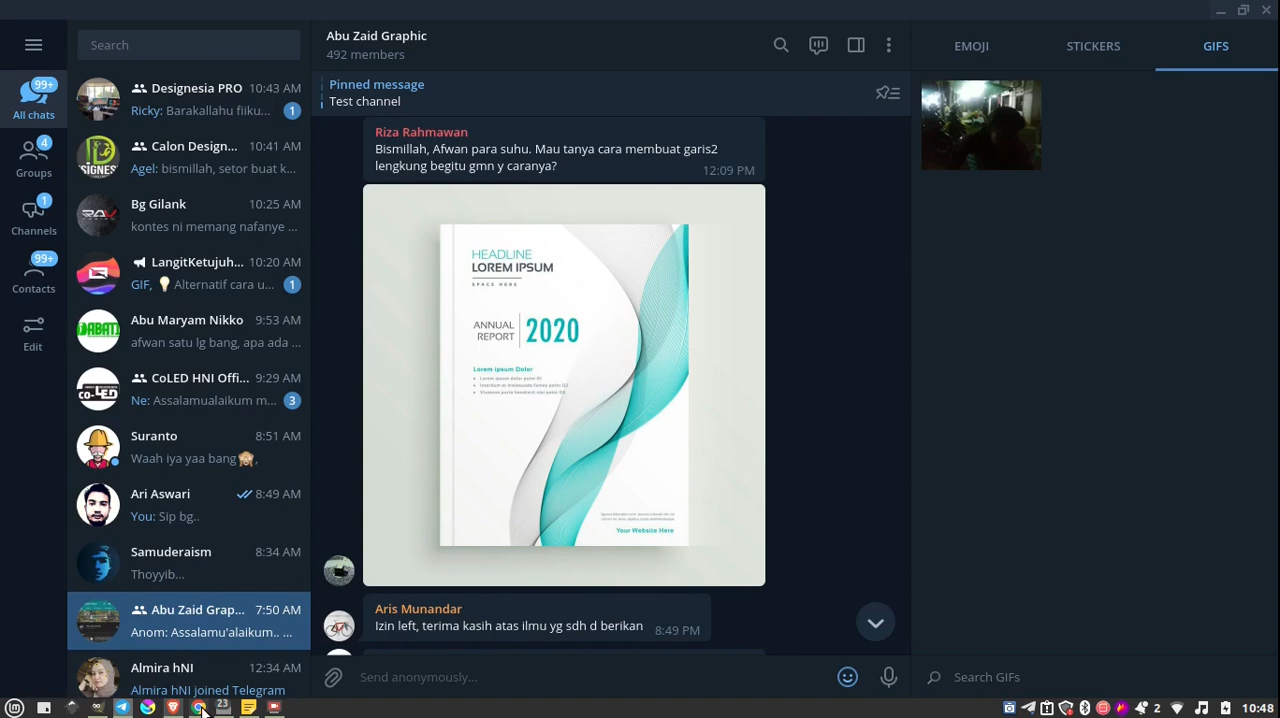 Search
99+
All chats
4
Groups
1
Channels
99+
Contacts
Edit
Designesia PRO 10:43 AM
Ricky: Barakallahu fiiku... 1
Calon Design... 10:41 AM
Agel: bismillah, setor buat k...
Bg Gilank 10:25 AM
kontes ni memang nafanye ...
LangitKetujuh... 10:20 AM
GIF, 💡 Alternatif cara u... 1
Abu Maryam Nikko 9:53 AM
afwan satu lg bang, apa ada ...
CoLED HNI Offi... 9:29 AM
Ne: Assalamualaikum m... 3
Suranto 8:51 AM
Waah iya yaa bang🙊,
Ari Aswari 8:49 AM
You: Sip bg..
Samuderaism 8:34 AM
Thoyyib...
Abu Zaid Grap... 7:50 AM
Anom: Assalamu'alaikum.. ...
Almira hNI 12:34 AM
Almira hNI joined Telegram
Abu Zaid Graphic
492 members
Pinned message
Test channel
Riza Rahmawan
Bismillah, Afwan para suhu. Mau tanya cara membuat garis2
lengkung begitu gmn y caranya?
12:09 PM
HEADLINE
LOREM IPSUM
SPACE HERE
ANNUAL
REPORT
2020
Lorem ipsum Dolor
Your Website Here
Aris Munandar
Izin left, terima kasih atas ilmu yg sdh d berikan 8:49 PM
Send anonymously...
EMOJI STICKERS GIFS
Search GIFs
23
2
10:48